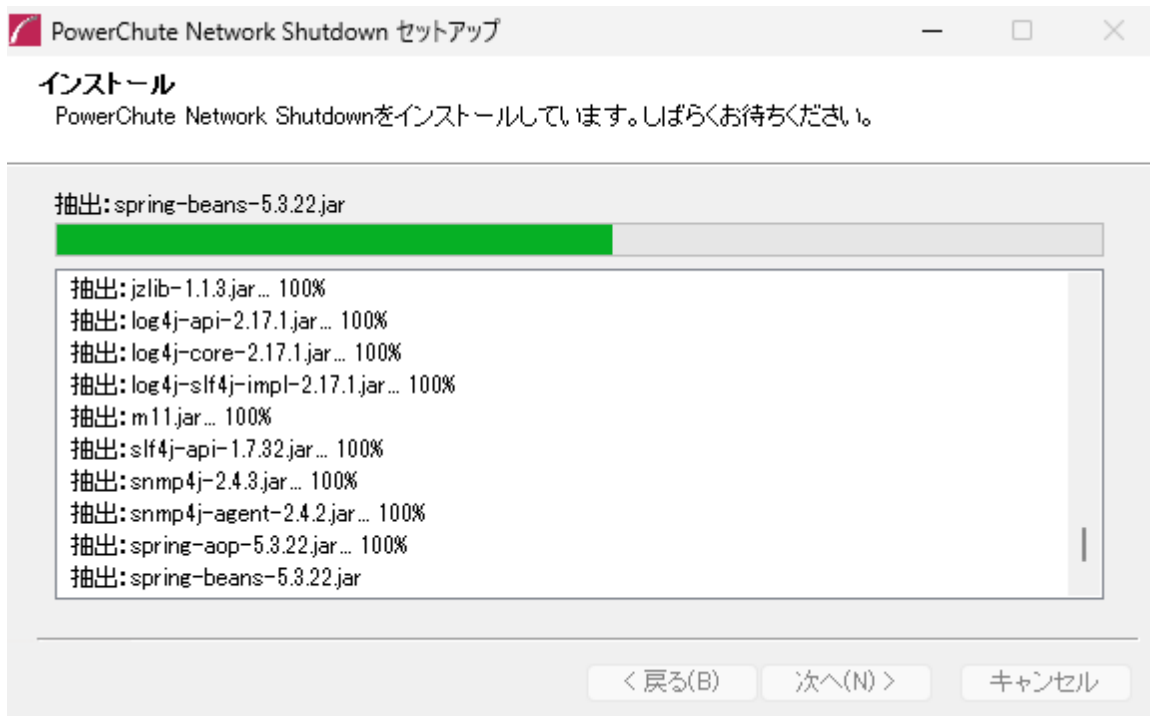 PowerChute Network Shutdown セットアップ
インストール
PowerChute Network Shutdownをインストールしています。しばらくお待ちください。
抽出:spring-beans-5.3.22.jar
抽出:jzlib-1.1.3.jar... 100%
抽出:log4j-api-2.17.1.jar... 100%
抽出:log4j-core-2.17.1.jar... 100%
抽出:log4j-slf4j-impl-2.17.1.jar... 100%
抽出:m11.jar... 100%
抽出:slf4j-api-1.7.32.jar... 100%
抽出:snmp4j-2.4.3.jar... 100%
抽出:snmp4j-agent-2.4.2.jar... 100%
抽出:spring-aop-5.3.22.jar... 100%
抽出:spring-beans-5.3.22.jar
< 戻る(B) 次へ(N) > キャンセル